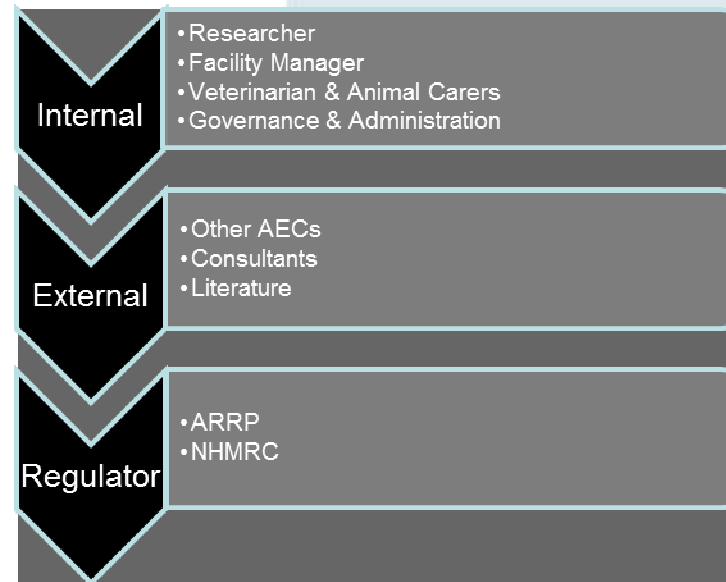 Internal
•Researcher
•Facility Manager
•Veterinarian & Animal Carers
•Governance & Administration
External
•Other AECs
•Consultants
•Literature
Regulator
•ARRP
•NHMRC